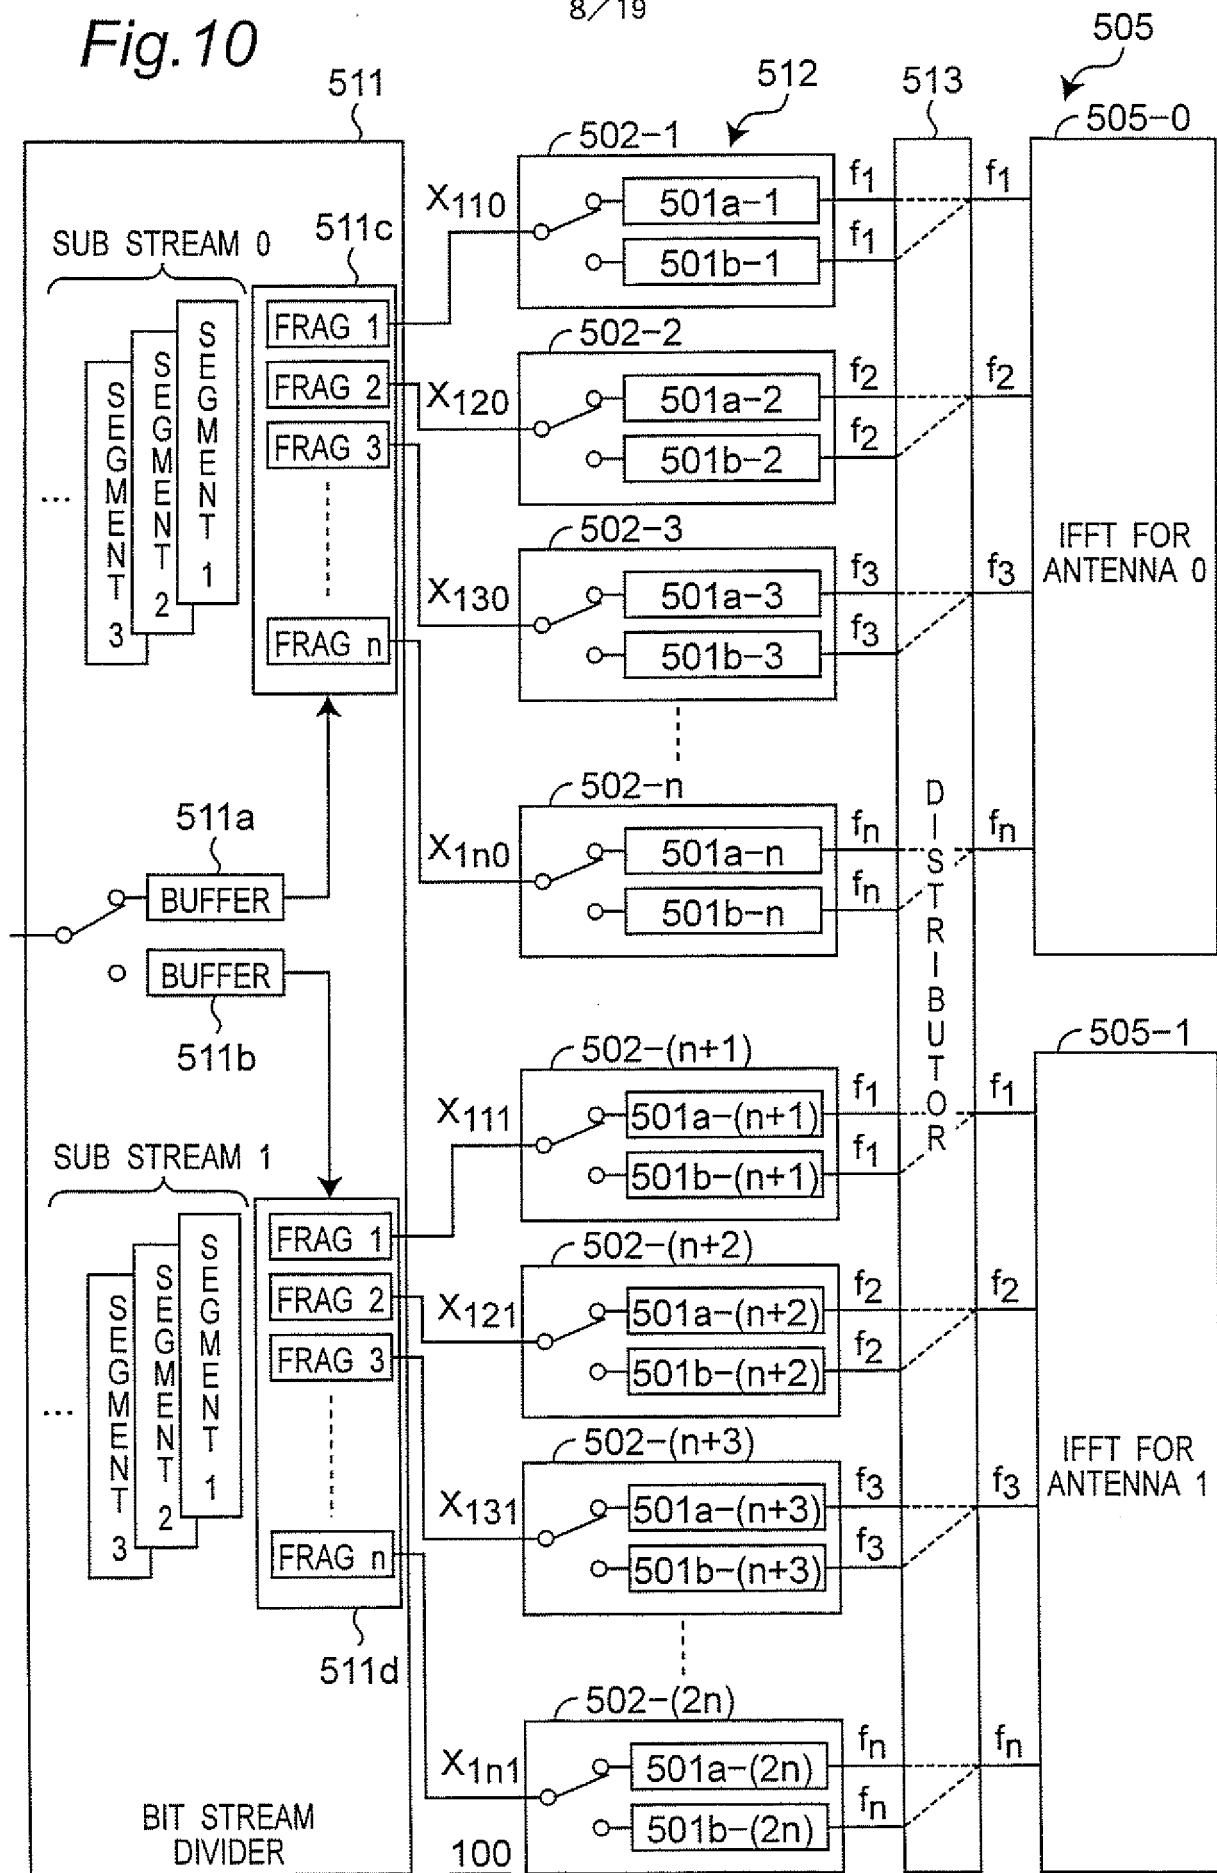 8/19
Fig.10
505
511
512
513
502-1
505-0
X110
501a-1
f1
f1
501b-1
f1
SUB STREAM 0
511c
FRAG 1
FRAG 2
FRAG 3
FRAG n
SEGMENT 1
SEGMENT 2
SEGMENT 3
...
502-2
X120
501a-2
f2
f2
501b-2
f2
502-3
X130
501a-3
f3
f3
501b-3
f3
IFFT FOR
ANTENNA 0
502-n
X1n0
501a-n
fn
fn
501b-n
fn
DISTRIBUTOR
511a
BUFFER
BUFFER
511b
502-(n+1)
505-1
X111
501a-(n+1)
f1
f1
501b-(n+1)
f1
SUB STREAM 1
FRAG 1
FRAG 2
FRAG 3
FRAG n
SEGMENT 1
SEGMENT 2
SEGMENT 3
...
511d
502-(n+2)
X121
501a-(n+2)
f2
f2
501b-(n+2)
f2
502-(n+3)
X131
501a-(n+3)
f3
f3
501b-(n+3)
f3
IFFT FOR
ANTENNA 1
502-(2n)
X1n1
501a-(2n)
fn
fn
501b-(2n)
fn
BIT STREAM
DIVIDER
100